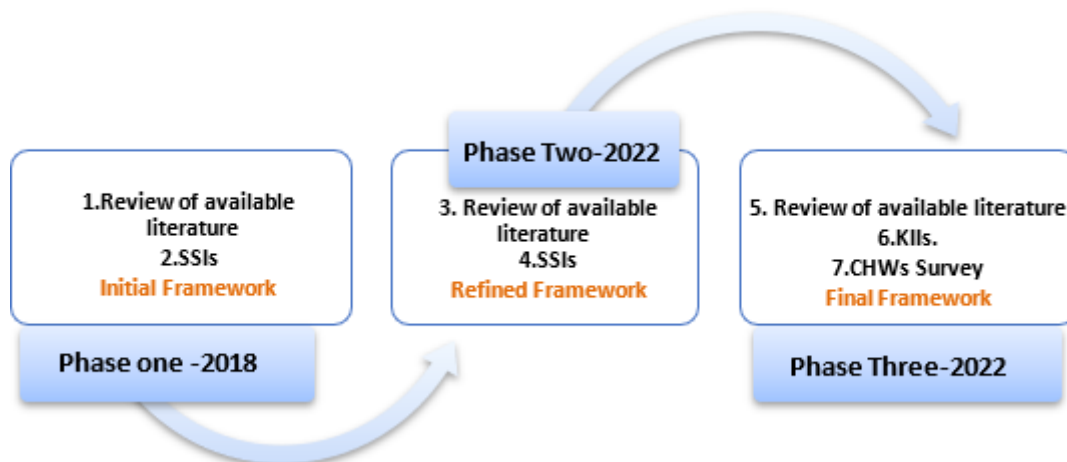 1.Review of available
literature
2.SSIs
Initial Framework
Phase one -2018
Phase Two-2022
3. Review of available
literature
4.SSIs
Refined Framework
5. Review of available literature
6.KIIs.
7.CHWs Survey
Final Framework
Phase Three-2022